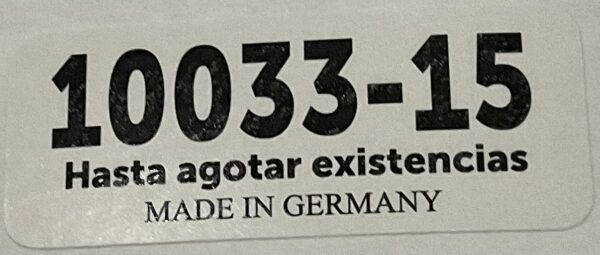 10033-15
Hasta agotar existencias
MADE IN GERMANY